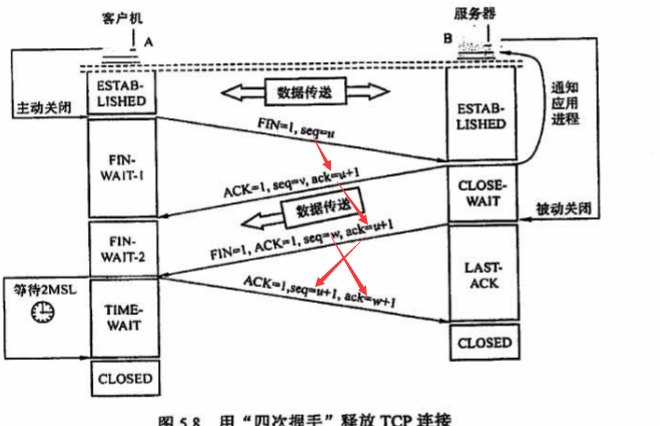 客户机
服务器
A
B
ESTAB-
LISHED
数据传送
ESTAB-
LISHED
通知
应用
进程
主动关闭
FIN=1, seq=u
FIN-
WAIT-1
ACK=1, seq=v, ack=u+1
CLOSE-
WAIT
数据传送
被动关闭
FIN-
WAIT-2
FIN=1, ACK=1, seq=w, ack=u+1
LAST-
ACK
等待2MSL
ACK=1,seq=u+1, ack=w+1
TIME-
WAIT
CLOSED
CLOSED
图 5.8 用“四次握手”释放 TCP 连接